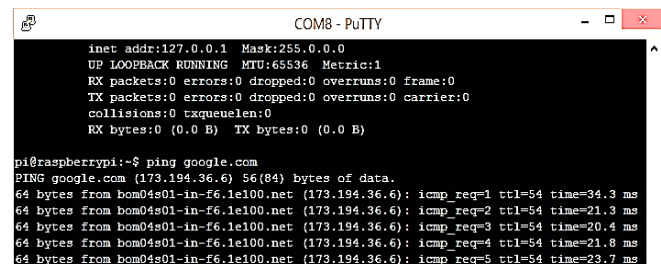 COM8 - PuTTY
inet addr:127.0.0.1  Mask:255.0.0.0
UP LOOPBACK RUNNING  MTU:65536  Metric:1
RX packets:0 errors:0 dropped:0 overruns:0 frame:0
TX packets:0 errors:0 dropped:0 overruns:0 carrier:0
collisions:0 txqueuelen:0
RX bytes:0 (0.0 B)  TX bytes:0 (0.0 B)
pi@raspberrypi:~$ ping google.com
PING google.com (173.194.36.6) 56(84) bytes of data.
64 bytes from bom04s01-in-f6.1e100.net (173.194.36.6): icmp_req=1 ttl=54 time=34.3 ms
64 bytes from bom04s01-in-f6.1e100.net (173.194.36.6): icmp_req=2 ttl=54 time=21.3 ms
64 bytes from bom04s01-in-f6.1e100.net (173.194.36.6): icmp_req=3 ttl=54 time=20.4 ms
64 bytes from bom04s01-in-f6.1e100.net (173.194.36.6): icmp_req=4 ttl=54 time=21.8 ms
64 bytes from bom04s01-in-f6.1e100.net (173.194.36.6): icmp_req=5 ttl=54 time=23.7 ms